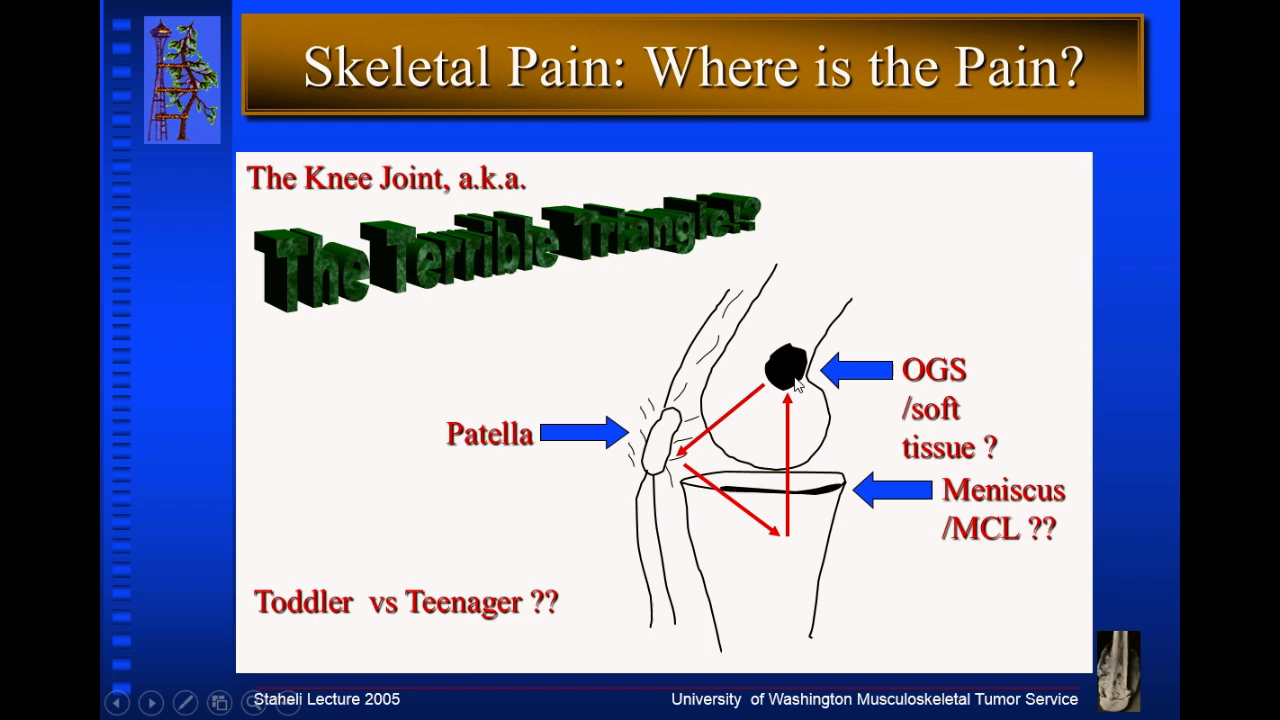 Skeletal Pain: Where is the Pain?
The Knee Joint, a.k.a.
The Terrible Triangle!?
OGS
/soft
tissue ?
Patella
Meniscus
/MCL ??
Toddler vs Teenager ??
Staheli Lecture 2005
University of Washington Musculoskeletal Tumor Service